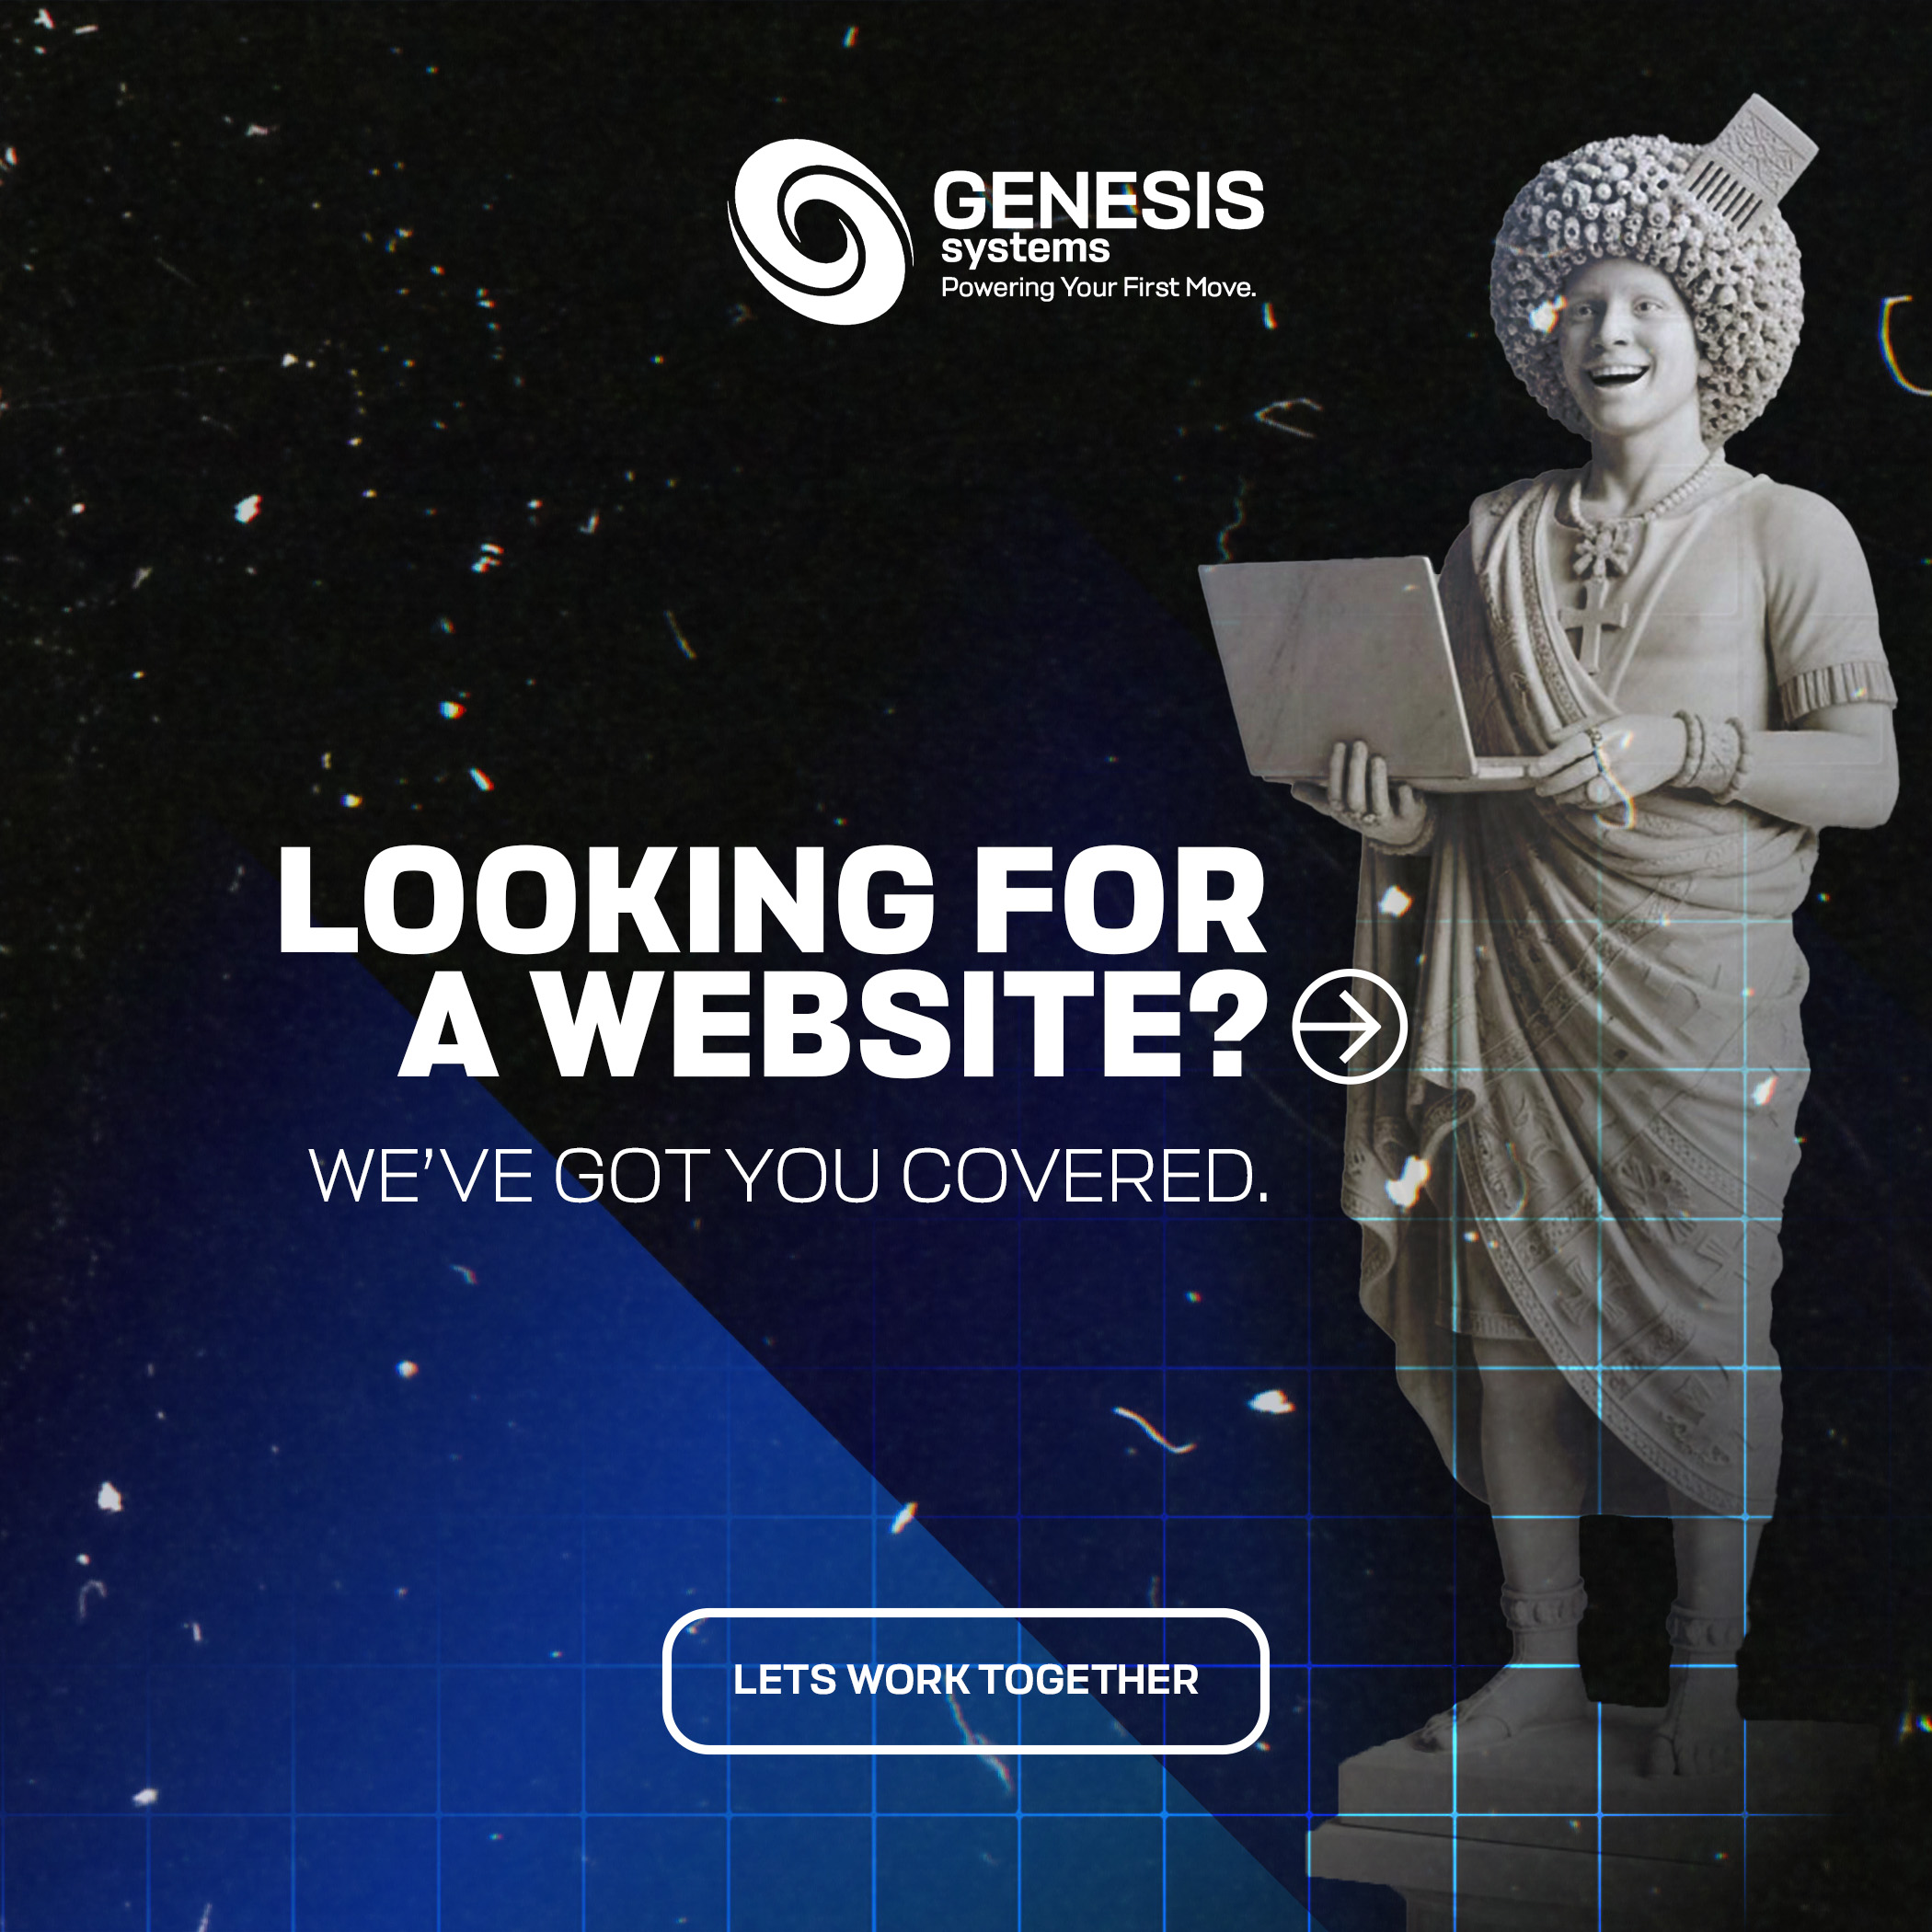 GENESIS
systems
Powering Your First Move.
LOOKING FOR
A WEBSITE?
WE'VE GOT YOU COVERED.
LETS WORK TOGETHER